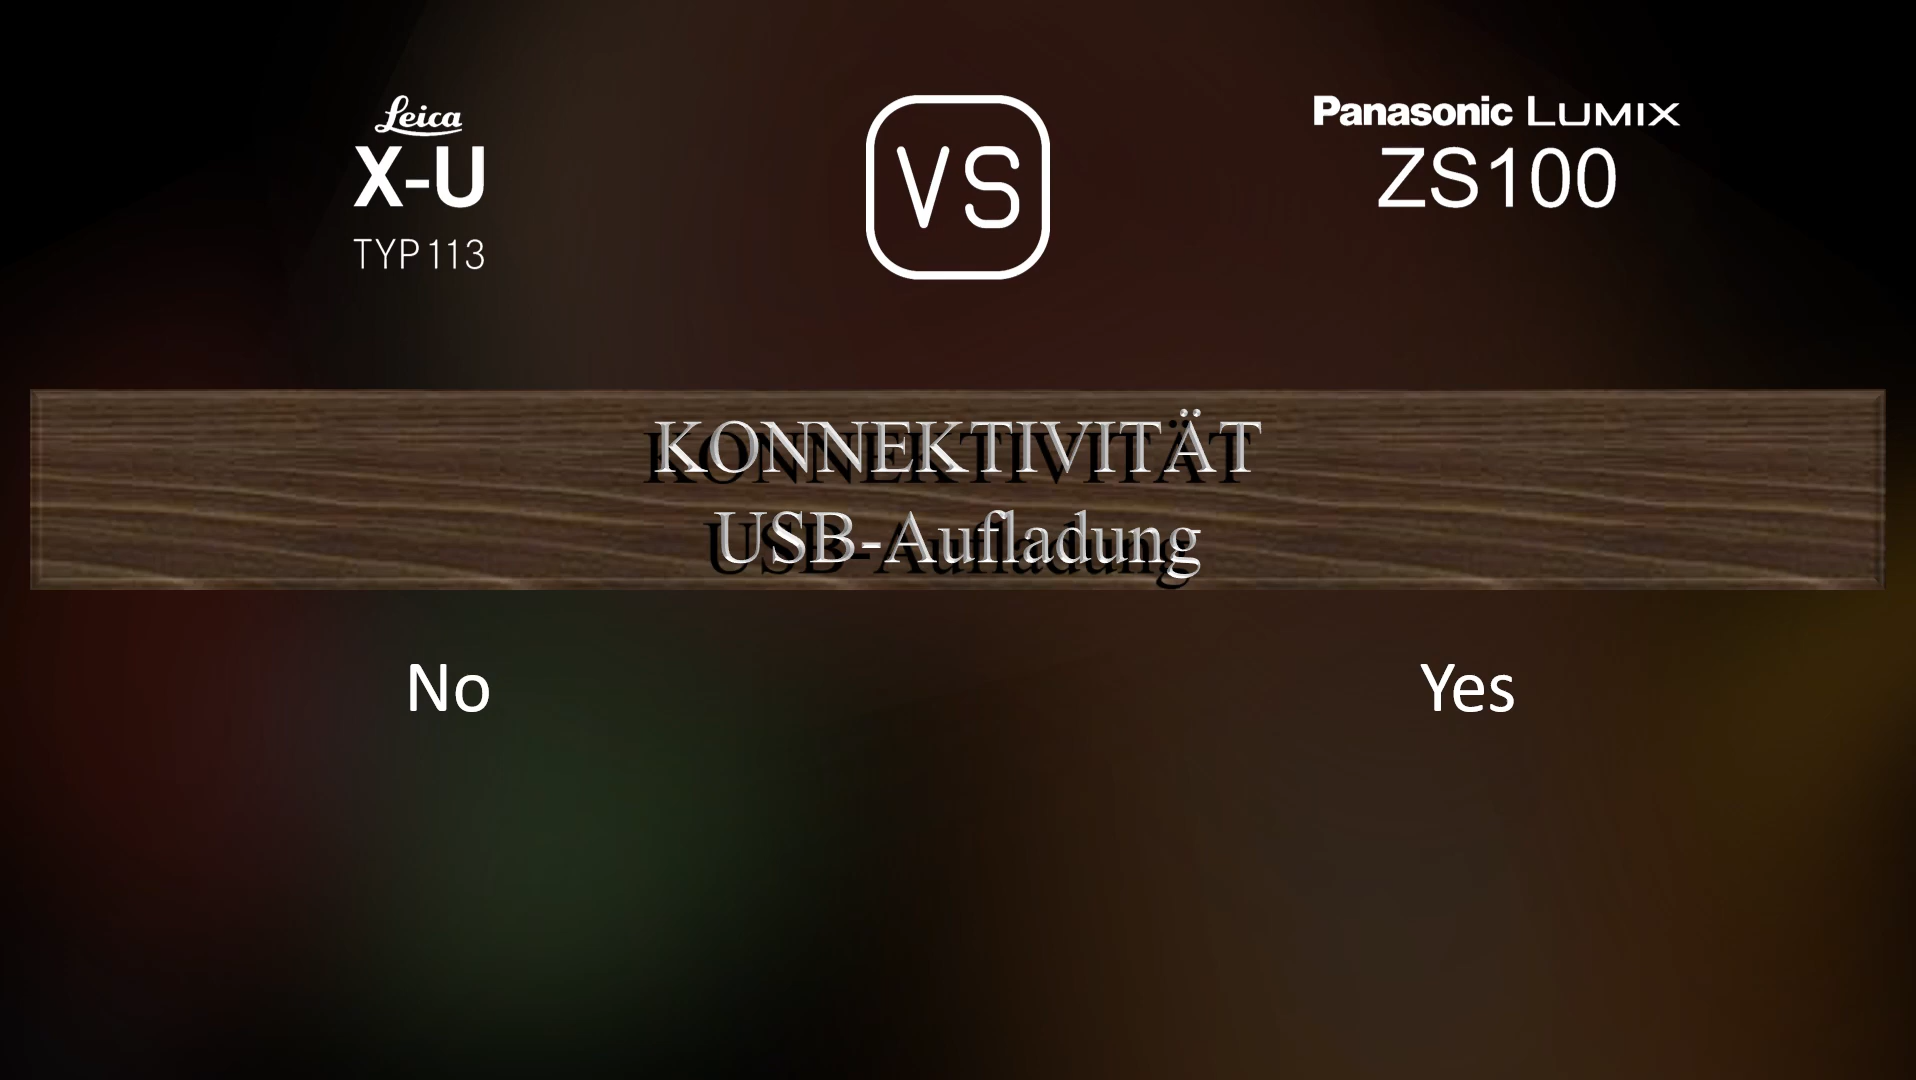 Leica
X-U
TYP 113
VS
Panasonic LUMIX
ZS100
KONNEKTIVITÄT
USB-Aufladung
No
Yes